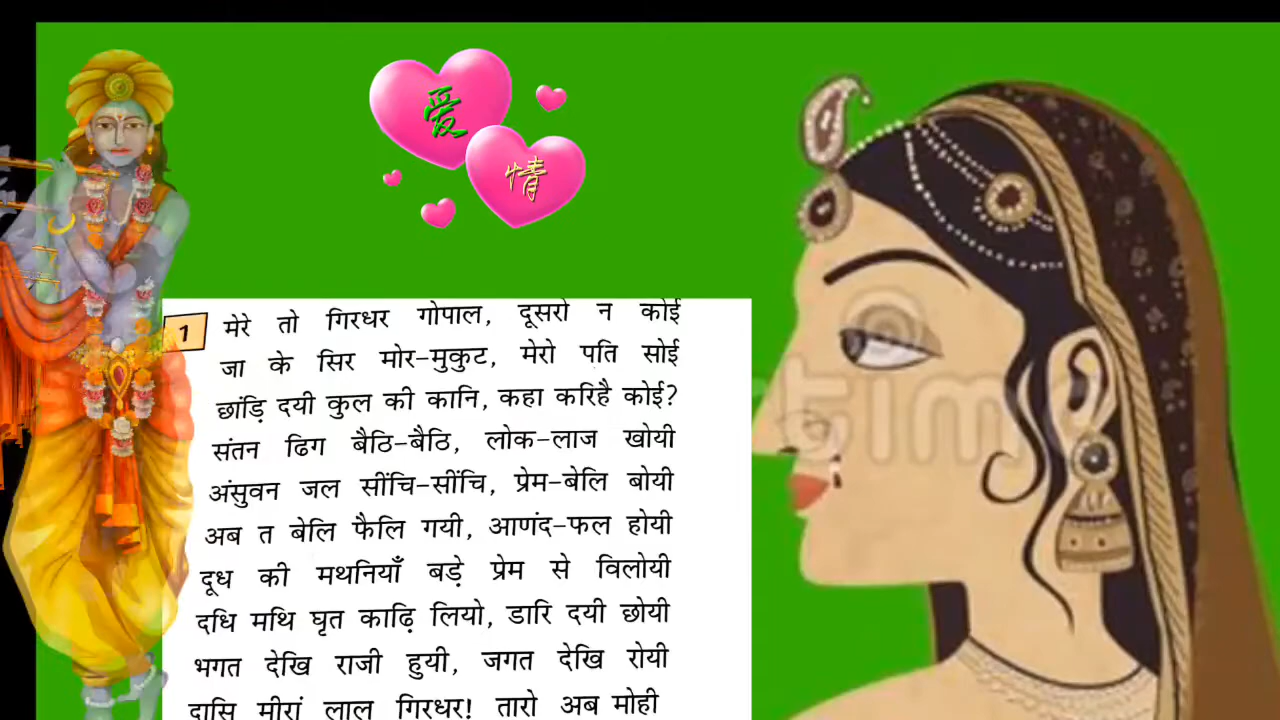 爱
情
1
मेरे तो गिरधर गोपाल, दूसरो न कोई
जा के सिर मोर-मुकुट, मेरो पति सोई
छांड़ि दयी कुल की कानि, कहा करिहै कोई?
संतन ढिग बैठि-बैठि, लोक-लाज खोयी
अंसुवन जल सींचि-सींचि, प्रेम-बेलि बोयी
अब त बेलि फैलि गयी, आणंद-फल होयी
दूध की मथनियाँ बड़े प्रेम से विलोयी
दधि मथि घृत काढ़ि लियो, डारि दयी छोयी
भगत देखि राजी हुयी, जगत देखि रोयी
दासि मीरां लाल गिरधर! तारो अब मोही